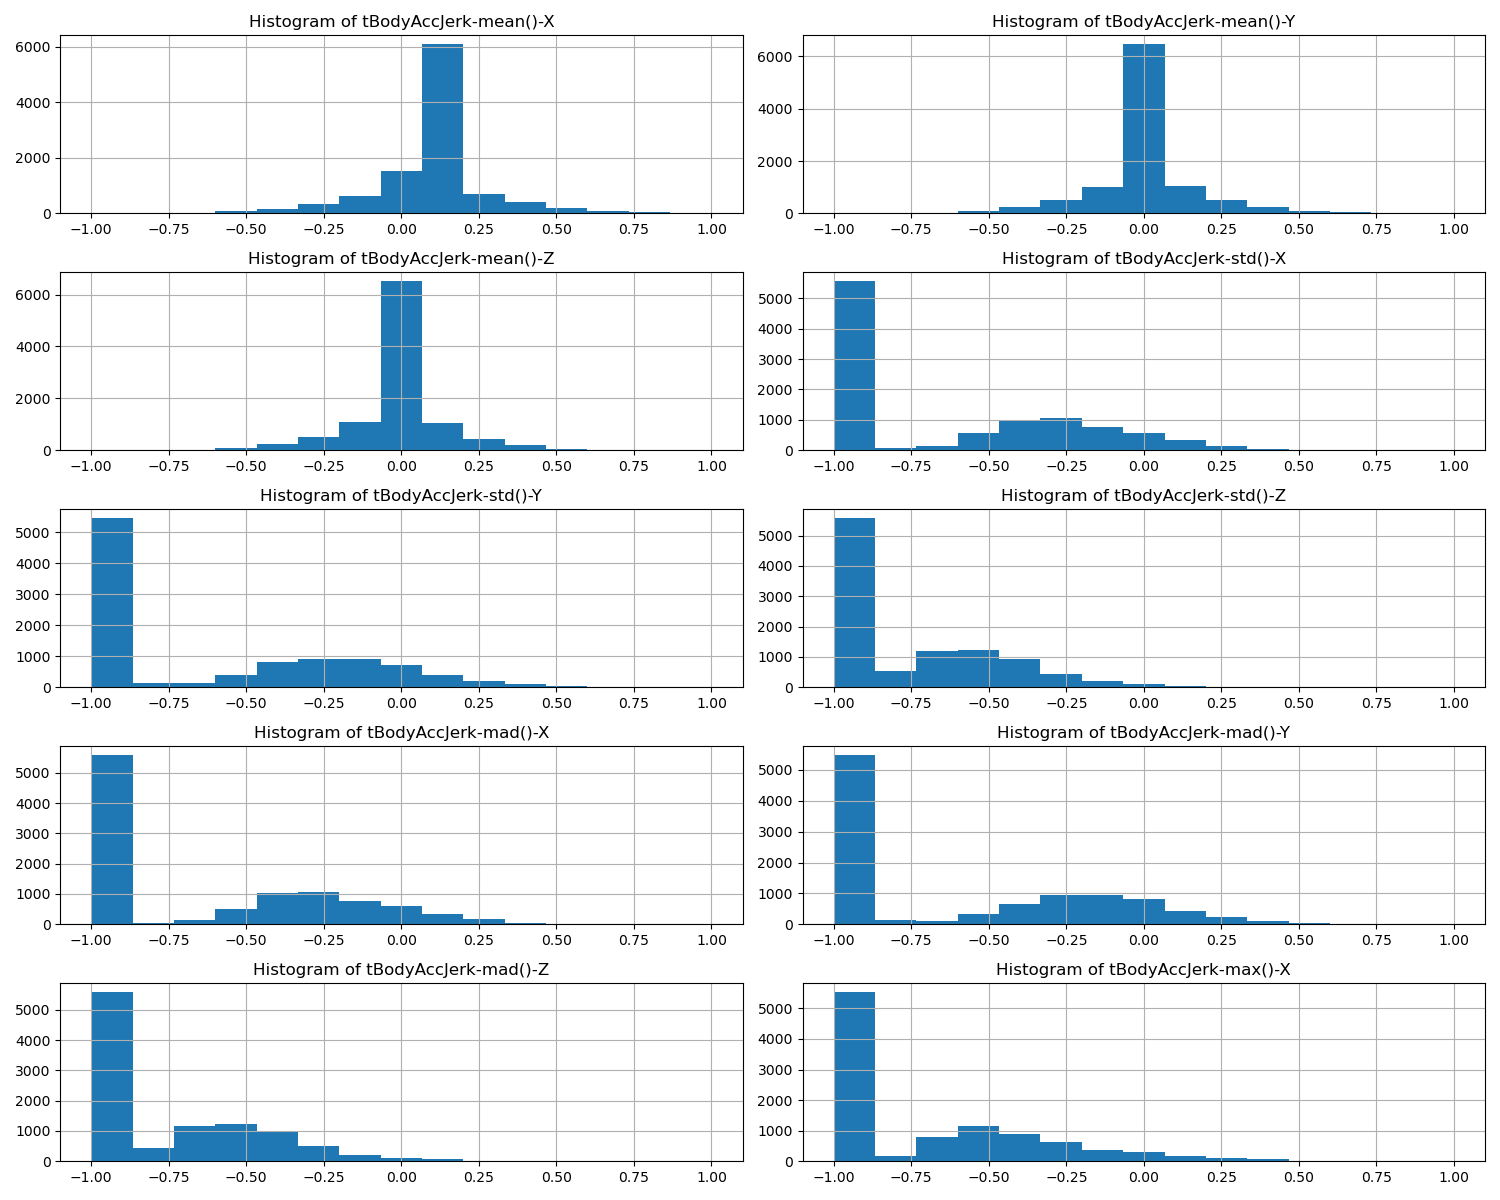 Histogram of tBodyAccJerk-mean()-X
6000
4000
2000
0
−1.00 −0.75 −0.50 −0.25 0.00 0.25 0.50 0.75 1.00
Histogram of tBodyAccJerk-mean()-Y
6000
4000
2000
0
−1.00 −0.75 −0.50 −0.25 0.00 0.25 0.50 0.75 1.00
Histogram of tBodyAccJerk-mean()-Z
6000
4000
2000
0
−1.00 −0.75 −0.50 −0.25 0.00 0.25 0.50 0.75 1.00
Histogram of tBodyAccJerk-std()-X
5000
4000
3000
2000
1000
0
−1.00 −0.75 −0.50 −0.25 0.00 0.25 0.50 0.75 1.00
Histogram of tBodyAccJerk-std()-Y
5000
4000
3000
2000
1000
0
−1.00 −0.75 −0.50 −0.25 0.00 0.25 0.50 0.75 1.00
Histogram of tBodyAccJerk-std()-Z
5000
4000
3000
2000
1000
0
−1.00 −0.75 −0.50 −0.25 0.00 0.25 0.50 0.75 1.00
Histogram of tBodyAccJerk-mad()-X
5000
4000
3000
2000
1000
0
−1.00 −0.75 −0.50 −0.25 0.00 0.25 0.50 0.75 1.00
Histogram of tBodyAccJerk-mad()-Y
5000
4000
3000
2000
1000
0
−1.00 −0.75 −0.50 −0.25 0.00 0.25 0.50 0.75 1.00
Histogram of tBodyAccJerk-mad()-Z
5000
4000
3000
2000
1000
0
−1.00 −0.75 −0.50 −0.25 0.00 0.25 0.50 0.75 1.00
Histogram of tBodyAccJerk-max()-X
5000
4000
3000
2000
1000
0
−1.00 −0.75 −0.50 −0.25 0.00 0.25 0.50 0.75 1.00